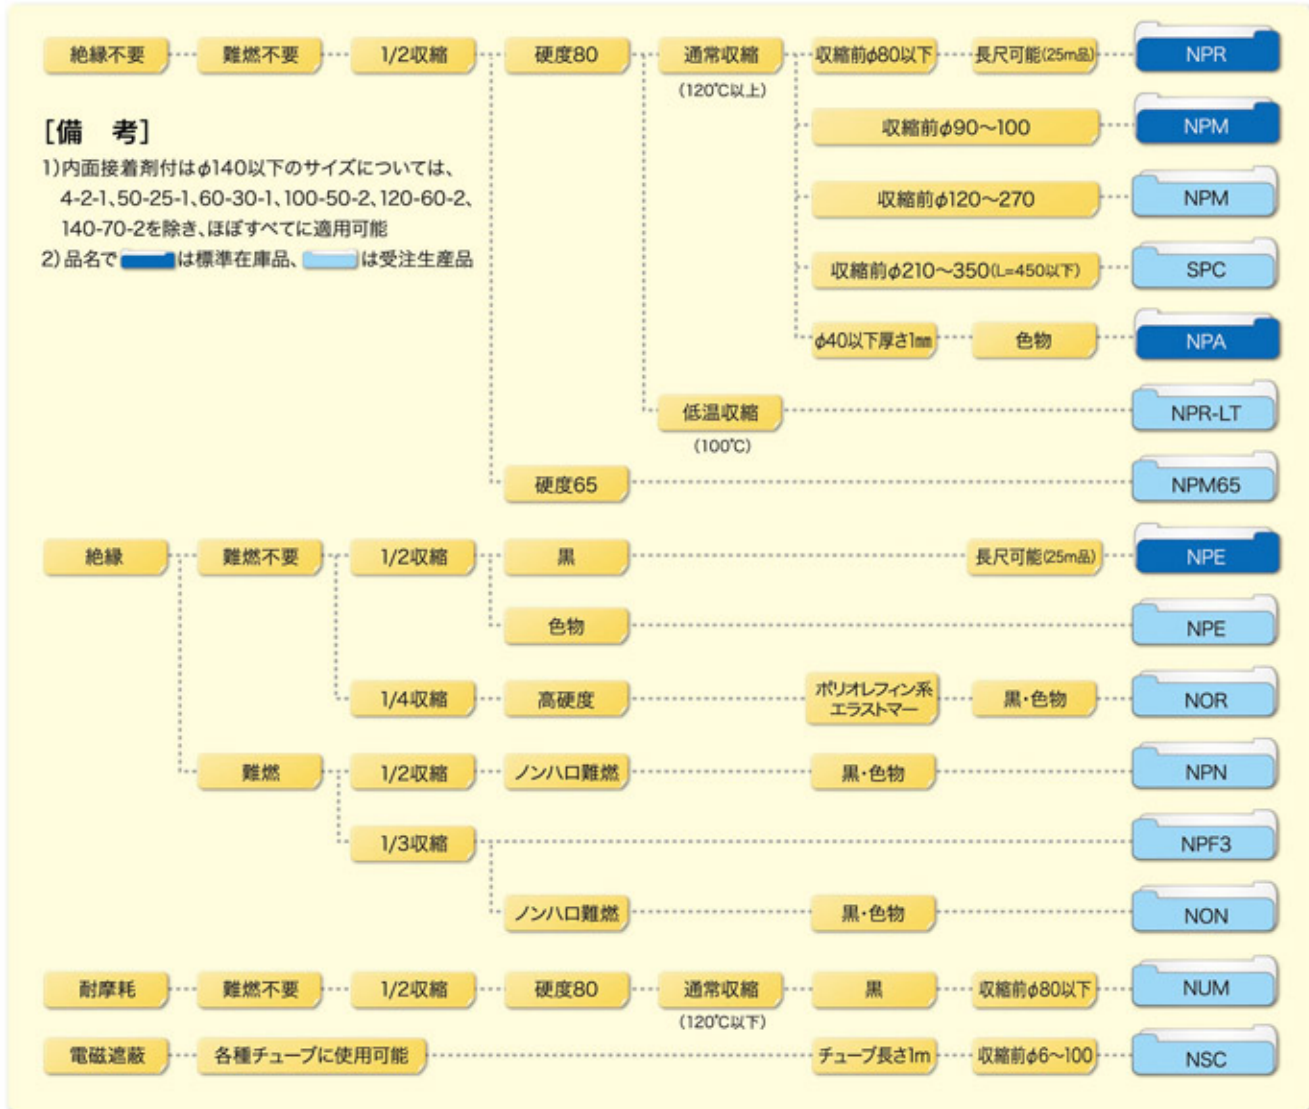 絶縁不要 難燃不要 1/2収縮 硬度80 通常収縮 収縮前φ80以下 長尺可能(25m品) NPR
(120℃以上)
収縮前φ90～100 NPM
[備 考]
1)内面接着剤付はφ140以下のサイズについては、
4-2-1、50-25-1、60-30-1、100-50-2、120-60-2、
140-70-2を除き、ほぼすべてに適用可能
2)品名で は標準在庫品、 は受注生産品
収縮前φ120～270 NPM
収縮前φ210～350(L=450以下) SPC
φ40以下厚さ1㎜ 色物 NPA
低温収縮 NPR-LT
(100℃)
硬度65 NPM65
絶縁 難燃不要 1/2収縮 黒 長尺可能(25m品) NPE
色物 NPE
1/4収縮 高硬度 ポリオレフィン系
エラストマー 黒・色物 NOR
難燃 1/2収縮 ノンハロ難燃 黒・色物 NPN
1/3収縮 NPF3
ノンハロ難燃 黒・色物 NON
耐摩耗 難燃不要 1/2収縮 硬度80 通常収縮 黒 収縮前φ80以下 NUM
(120℃以下)
電磁遮蔽 各種チューブに使用可能 チューブ長さ1m 収縮前φ6～100 NSC